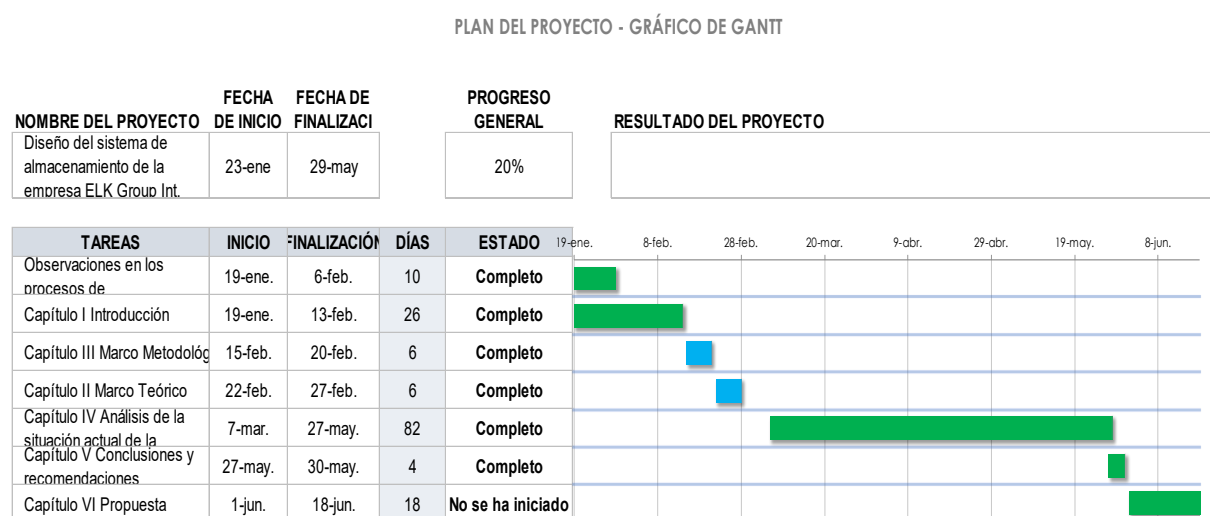 PLAN DEL PROYECTO - GRÁFICO DE GANTT
FECHA FECHA DE PROGRESO
NOMBRE DEL PROYECTO DE INICIO FINALIZACI GENERAL RESULTADO DEL PROYECTO
Diseño del sistema de
almacenamiento de la 23-ene 29-may 20%
empresa ELK Group Int.
TAREAS INICIO FINALIZACIÓN DÍAS ESTADO 19-ene. 8-feb. 28-feb. 20-mar. 9-abr. 29-abr. 19-may. 8-jun.
Observaciones en los
procesos de 19-ene. 6-feb. 10 Completo
Capítulo I Introducción 19-ene. 13-feb. 26 Completo
Capítulo III Marco Metodológ 15-feb. 20-feb. 6 Completo
Capítulo II Marco Teórico 22-feb. 27-feb. 6 Completo
Capítulo IV Análisis de la
situación actual de la 7-mar. 27-may. 82 Completo
Capítulo V Conclusiones y
recomendaciones 27-may. 30-may. 4 Completo
Capítulo VI Propuesta 1-jun. 18-jun. 18 No se ha iniciado